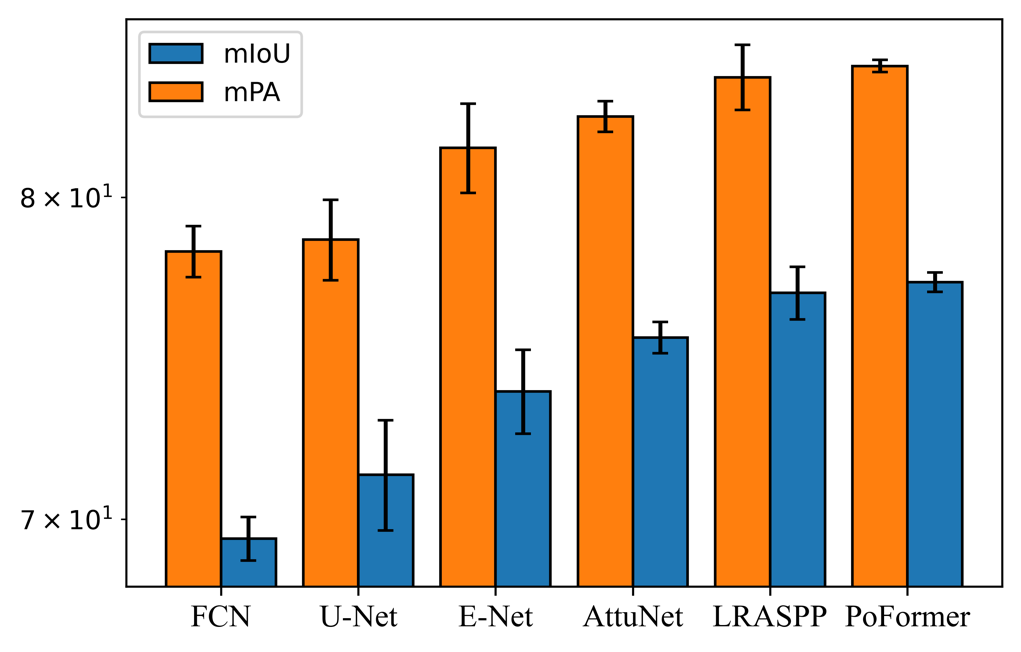 mIoU
mPA
8 × 10¹
7 × 10¹
FCN U-Net E-Net AttuNet LRASPP PoFormer